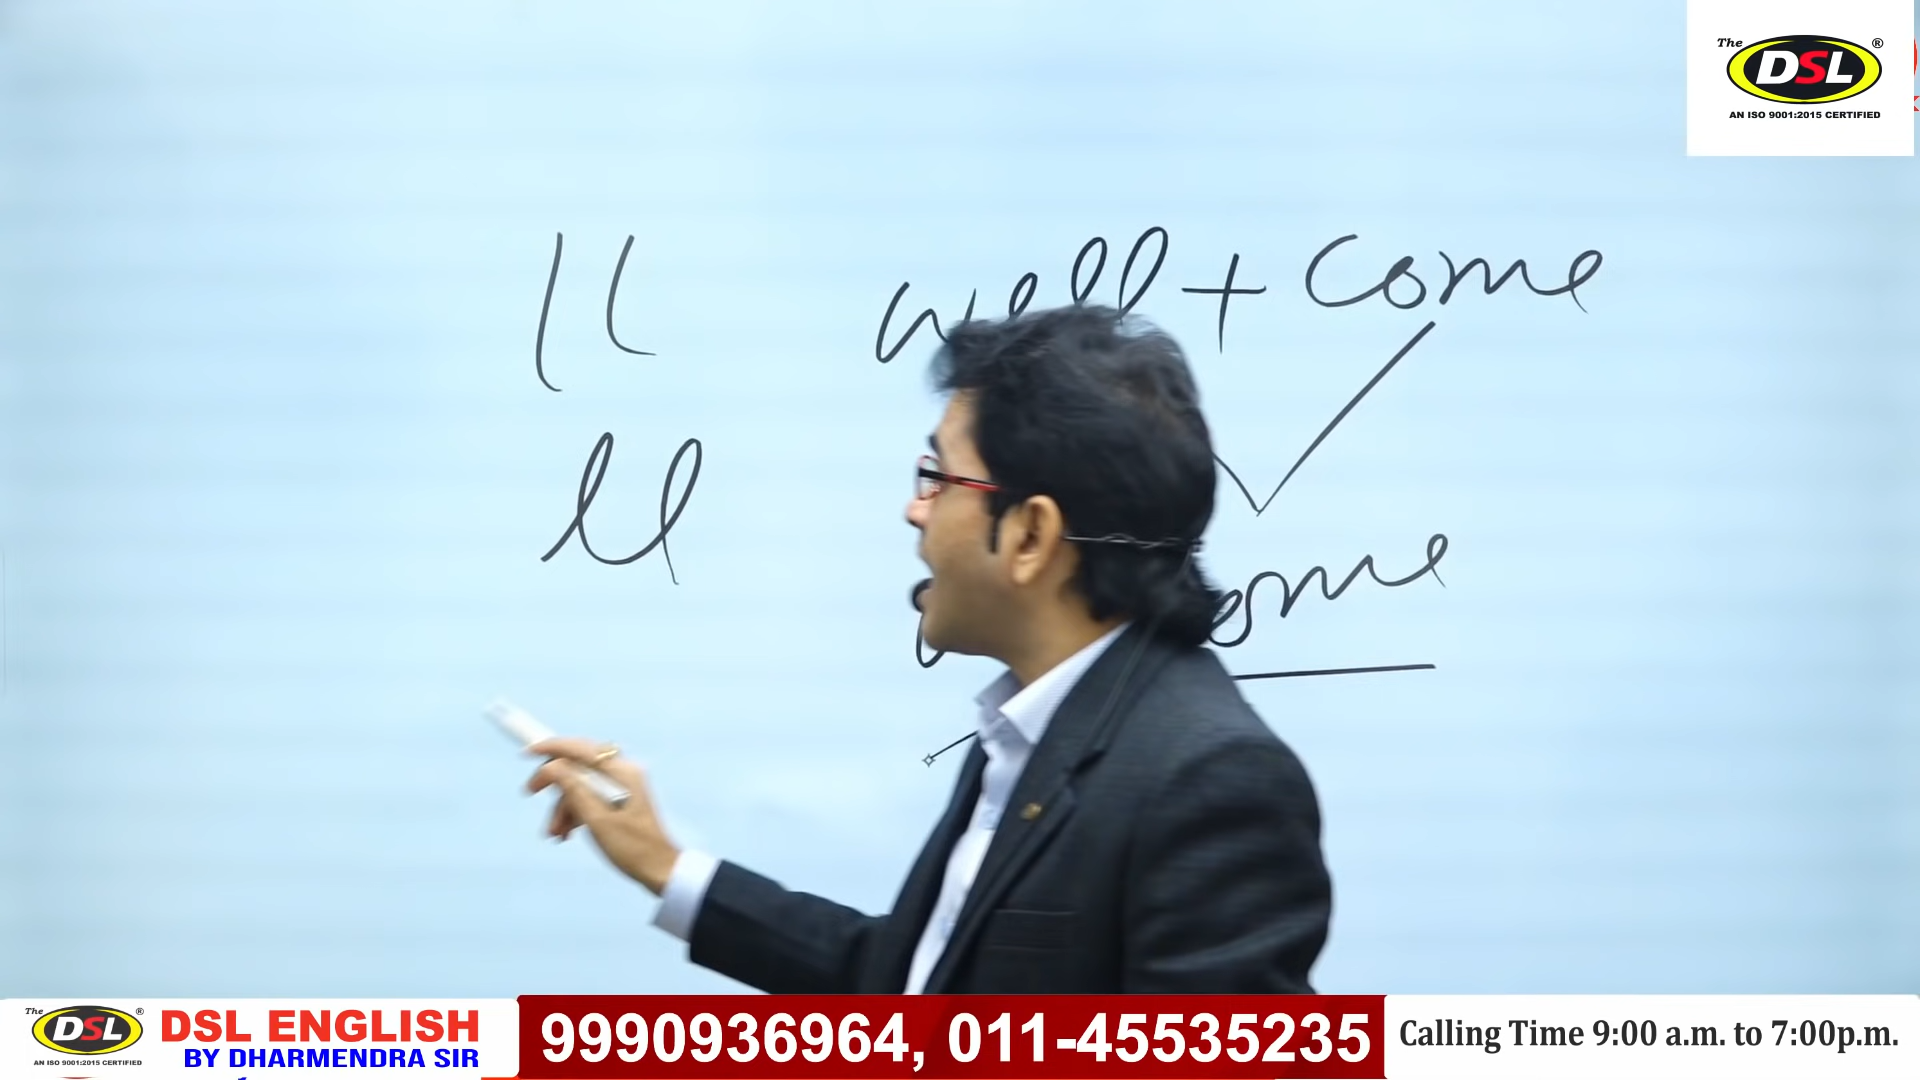 The DSL ®
AN ISO 9001:2015 CERTIFIED
well + come
ll
The DSL ®
AN ISO 9001:2015 CERTIFIED
DSL ENGLISH
BY DHARMENDRA SIR
9990936964, 011-45535235
Calling Time 9:00 a.m. to 7:00p.m.